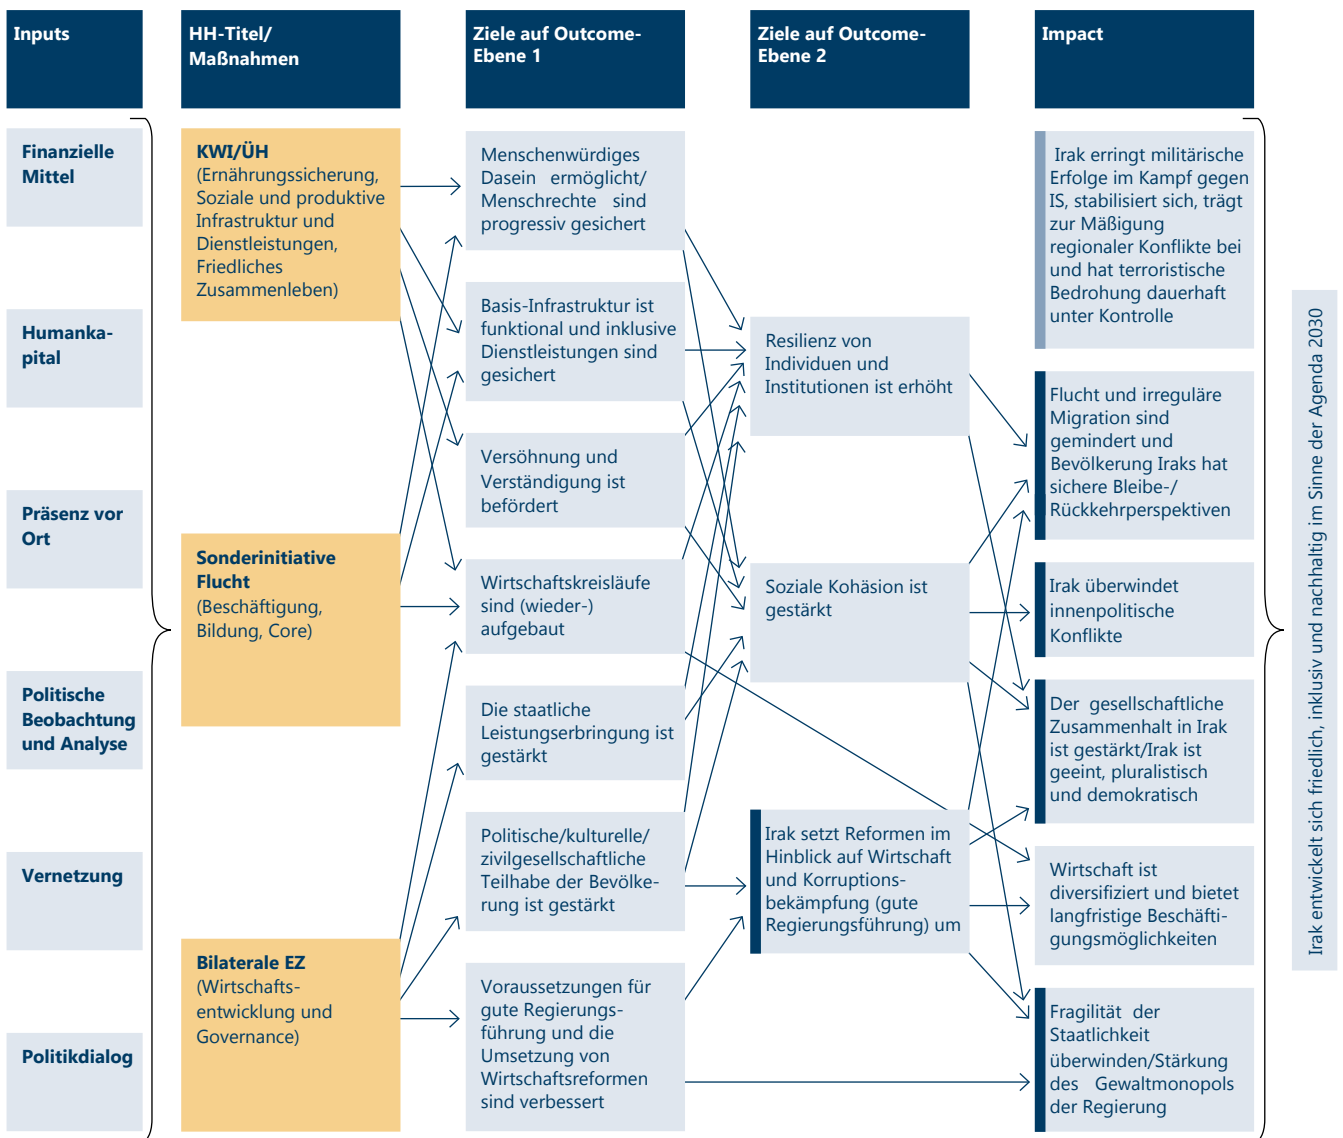 Inputs
HH-Titel/
Maßnahmen
Ziele auf Outcome-
Ebene 1
Ziele auf Outcome-
Ebene 2
Impact
Finanzielle
Mittel
Humanka-
pital
Präsenz vor
Ort
Politische
Beobachtung
und Analyse
Vernetzung
Politikdialog
KWI/ÜH
(Ernährungssicherung,
Soziale und produktive
Infrastruktur und
Dienstleistungen,
Friedliches
Zusammenleben)
Sonderinitiative
Flucht
(Beschäftigung,
Bildung, Core)
Bilaterale EZ
(Wirtschafts-
entwicklung und
Governance)
Menschenwürdiges
Dasein ermöglicht/
Menschrechte sind
progressiv gesichert
Basis-Infrastruktur ist
funktional und inklusive
Dienstleistungen sind
gesichert
Versöhnung und
Verständigung ist
befördert
Wirtschaftskreisläufe
sind (wieder-)
aufgebaut
Die staatliche
Leistungserbringung ist
gestärkt
Politische/kulturelle/
zivilgesellschaftliche
Teilhabe der Bevölke-
rung ist gestärkt
Voraussetzungen für
gute Regierungs-
führung und die
Umsetzung von
Wirtschaftsreformen
sind verbessert
Resilienz von
Individuen und
Institutionen ist erhöht
Soziale Kohäsion ist
gestärkt
Irak setzt Reformen im
Hinblick auf Wirtschaft
und Korruptions-
bekämpfung (gute
Regierungsführung) um
Irak erringt militärische
Erfolge im Kampf gegen
IS, stabilisiert sich, trägt
zur Mäßigung
regionaler Konflikte bei
und hat terroristische
Bedrohung dauerhaft
unter Kontrolle
Flucht und irreguläre
Migration sind
gemindert und
Bevölkerung Iraks hat
sichere Bleibe-/
Rückkehrperspektiven
Irak überwindet
innenpolitische
Konflikte
Der gesellschaftliche
Zusammenhalt in Irak
ist gestärkt/Irak ist
geeint, pluralistisch
und demokratisch
Wirtschaft ist
diversifiziert und bietet
langfristige Beschäfti-
gungsmöglichkeiten
Fragilität der
Staatlichkeit
überwinden/Stärkung
des Gewaltmonopols
der Regierung
Irak entwickelt sich friedlich, inklusiv und nachhaltig im Sinne der Agenda 2030